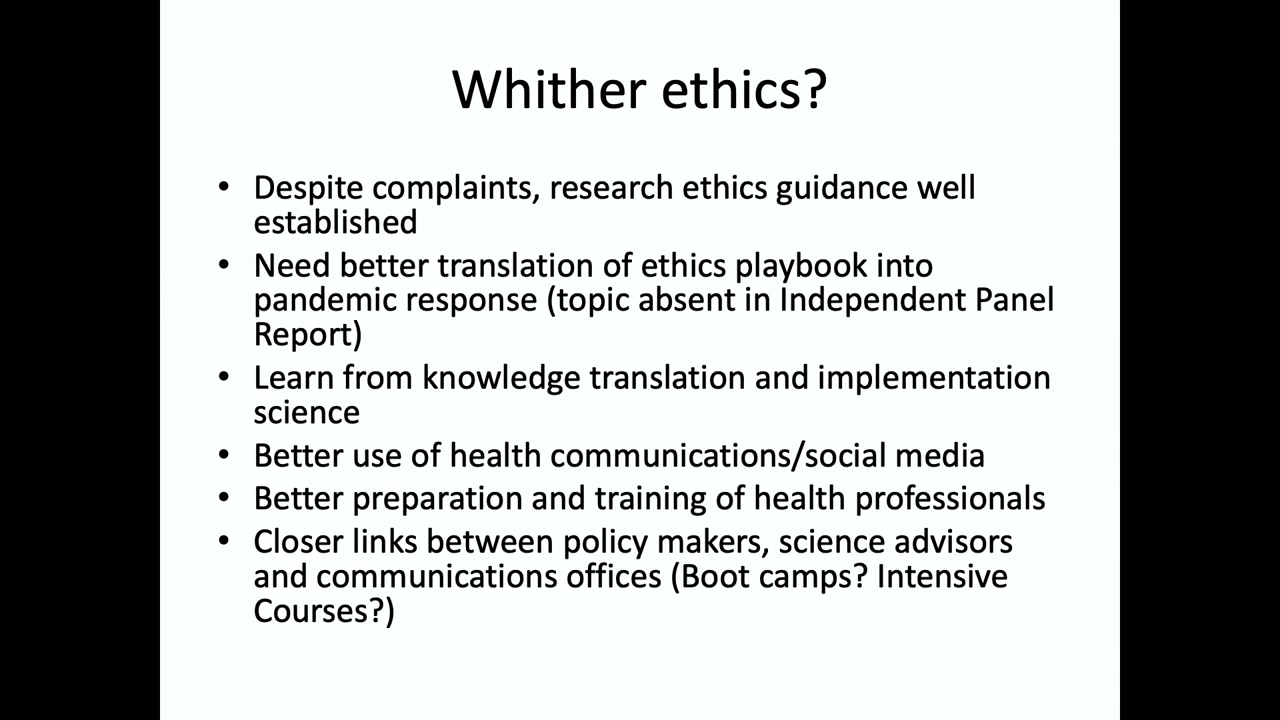 Whither ethics?
• Despite complaints, research ethics guidance well
established
• Need better translation of ethics playbook into
pandemic response (topic absent in Independent Panel
Report)
• Learn from knowledge translation and implementation
science
• Better use of health communications/social media
• Better preparation and training of health professionals
• Closer links between policy makers, science advisors
and communications offices (Boot camps? Intensive
Courses?)